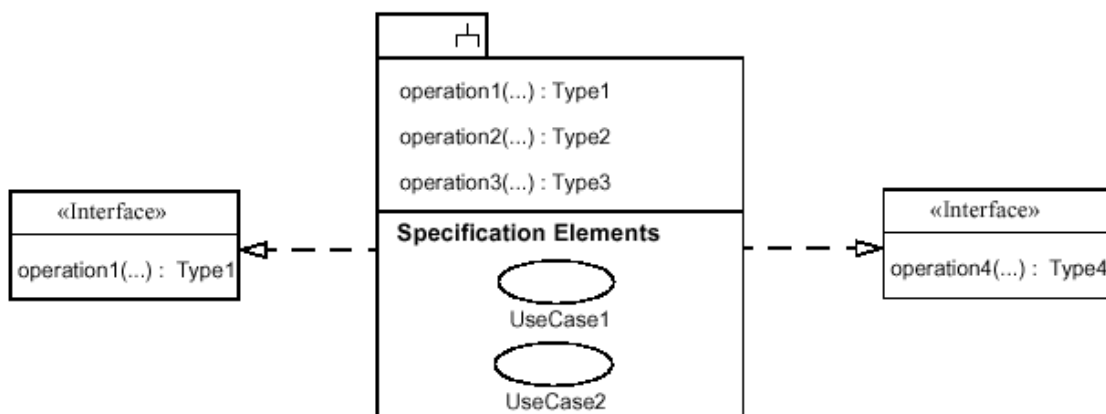 operation1(...) : Type1
operation2(...) : Type2
operation3(...) : Type3
«Interface»
operation1(...) : Type1
Specification Elements
UseCase1
UseCase2
«Interface»
operation4(...) : Type4